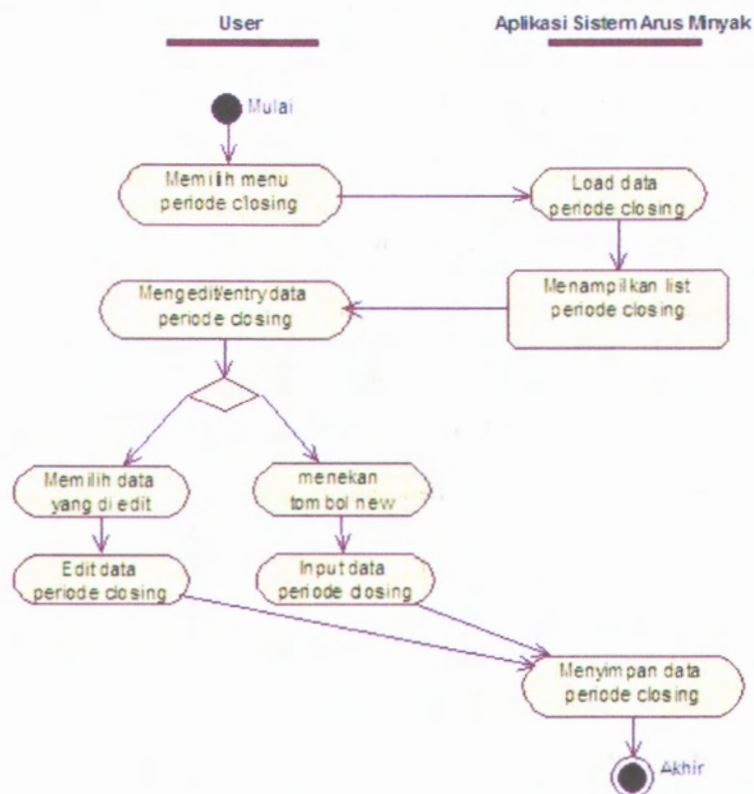 User
Aplikasi Sistem Arus Minyak
Mulai
Memilih menu
periode closing
Load data
periode closing
Mengedit/entry data
periode closing
Menampilkan list
periode closing
Memilih data
yang di edit
menekan
tombol new
Edit data
periode closing
Input data
periode closing
Menyimpan data
periode closing
Akhir